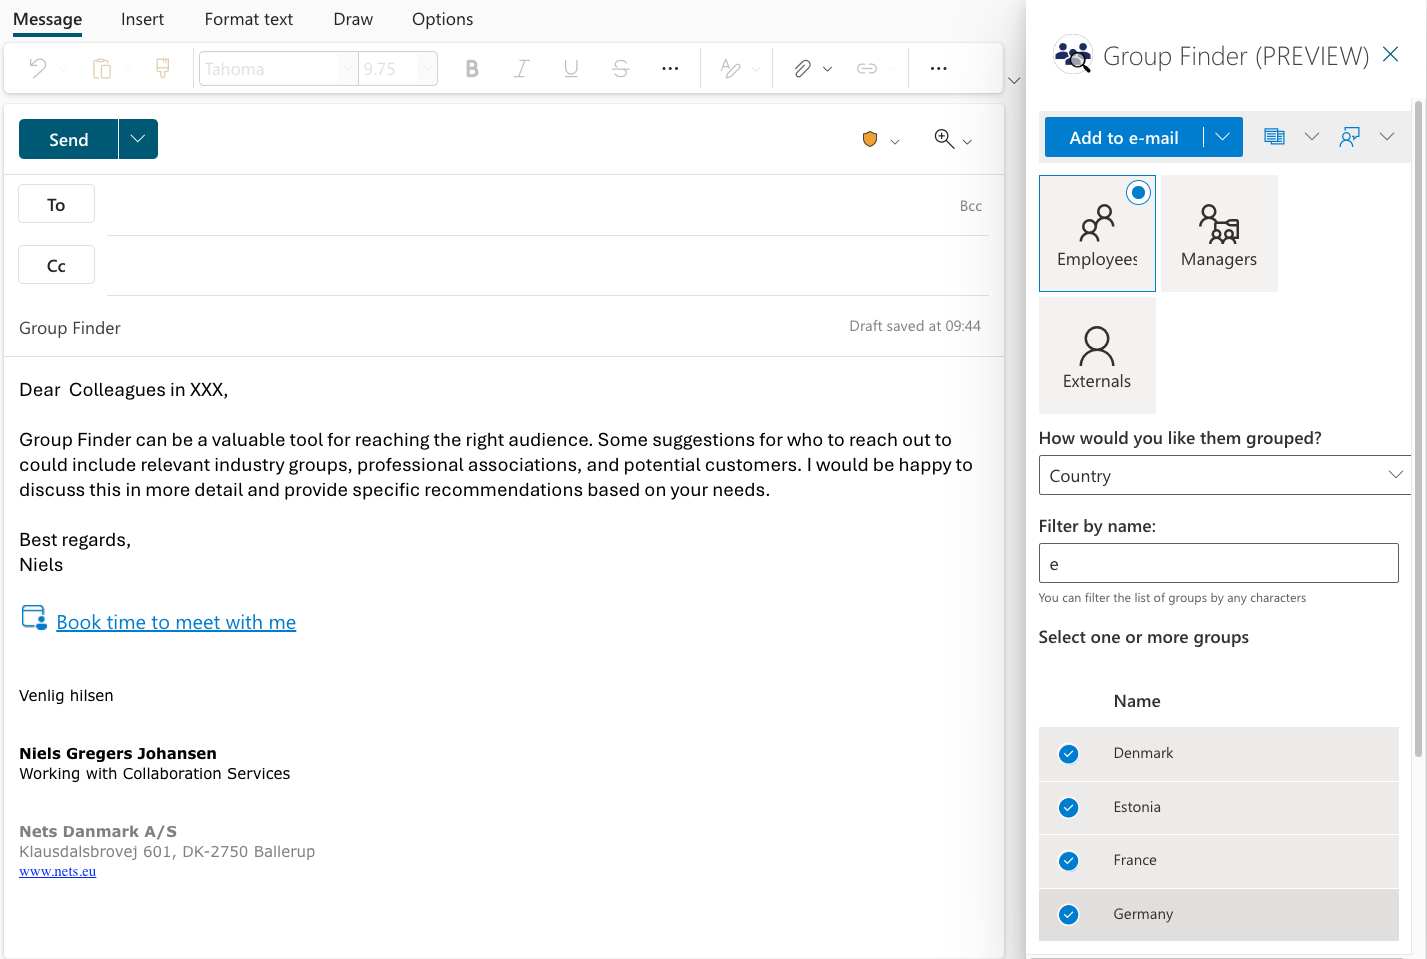 Message Insert Format text Draw Options
Tahoma 9.75 B I U S
Send
To Bcc
Cc
Group Finder Draft saved at 09:44
Dear  Colleagues in XXX,
Group Finder can be a valuable tool for reaching the right audience. Some suggestions for who to reach out to
could include relevant industry groups, professional associations, and potential customers. I would be happy to
discuss this in more detail and provide specific recommendations based on your needs.
Best regards,
Niels
Book time to meet with me
Venlig hilsen
Niels Gregers Johansen
Working with Collaboration Services
Nets Danmark A/S
Klausdalsbrovej 601, DK-2750 Ballerup
www.nets.eu
Group Finder (PREVIEW)
Add to e-mail
Employees Managers
Externals
How would you like them grouped?
Country
Filter by name:
e
You can filter the list of groups by any characters
Select one or more groups
Name
Denmark
Estonia
France
Germany